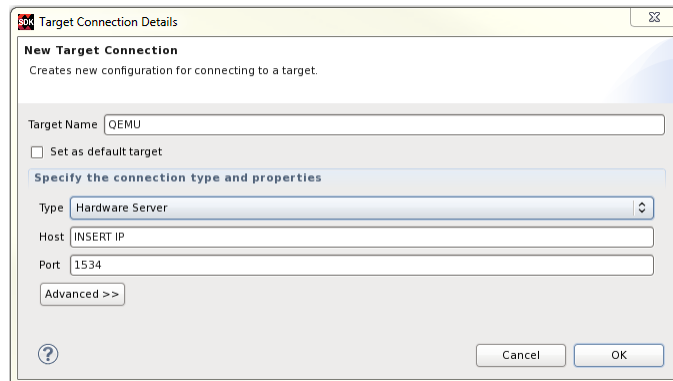 SDK Target Connection Details
New Target Connection
Creates new configuration for connecting to a target.
Target Name QEMU
Set as default target
Specify the connection type and properties
Type Hardware Server
Host INSERT IP
Port 1534
Advanced >>
? Cancel OK